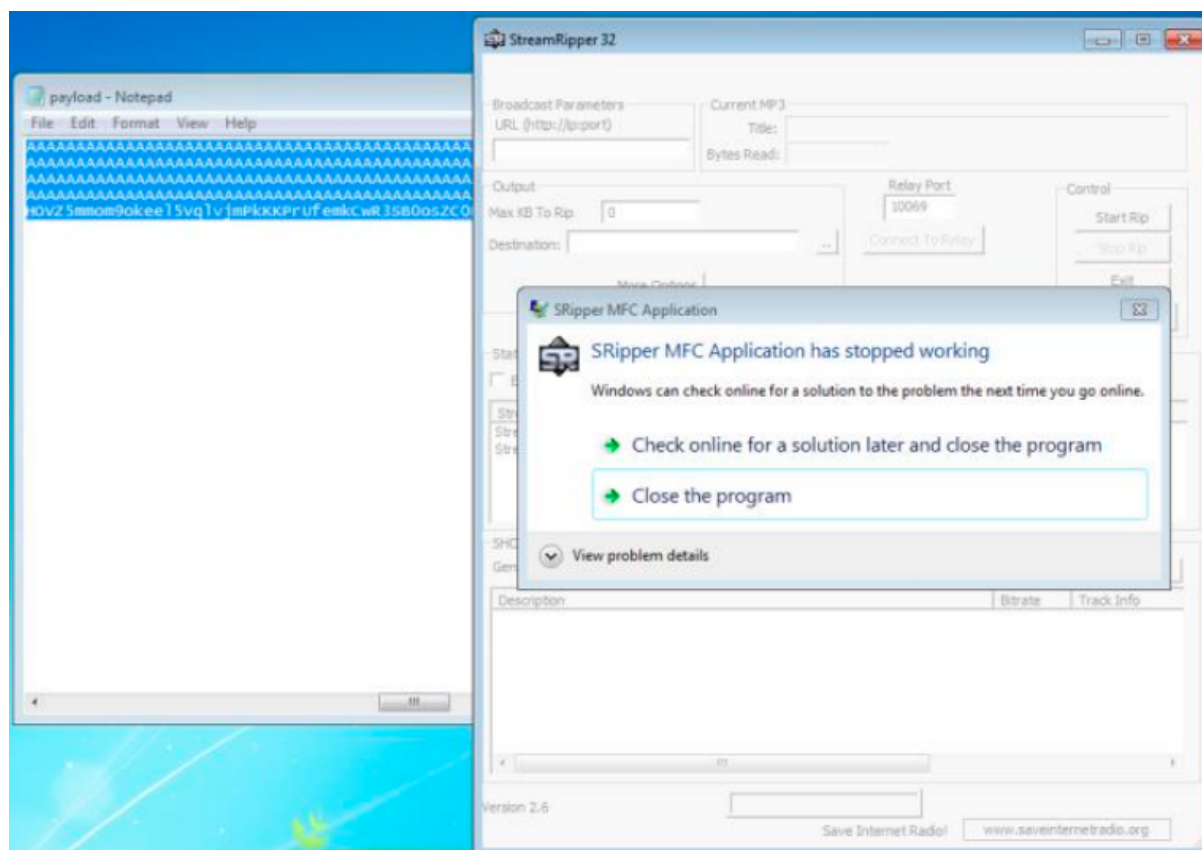 StreamRipper 32
payload - Notepad
File Edit Format View Help
Broadcast Parameters
URL (http://ip:port)
Current MP3
Title:
Bytes Read:
Output
Max KB To Rip
0
Destination:
..
More Options
Relay Port
10069
Connect To Relay
Control
Start Rip
Stop Rip
Exit
SRipper MFC Application
SRipper MFC Application has stopped working
Windows can check online for a solution to the problem the next time you go online.
Check online for a solution later and close the program
Close the program
View problem details
Description
Bitrate
Track Info
Version 2.6
Save Internet Radio!
www.saveinternetradio.org